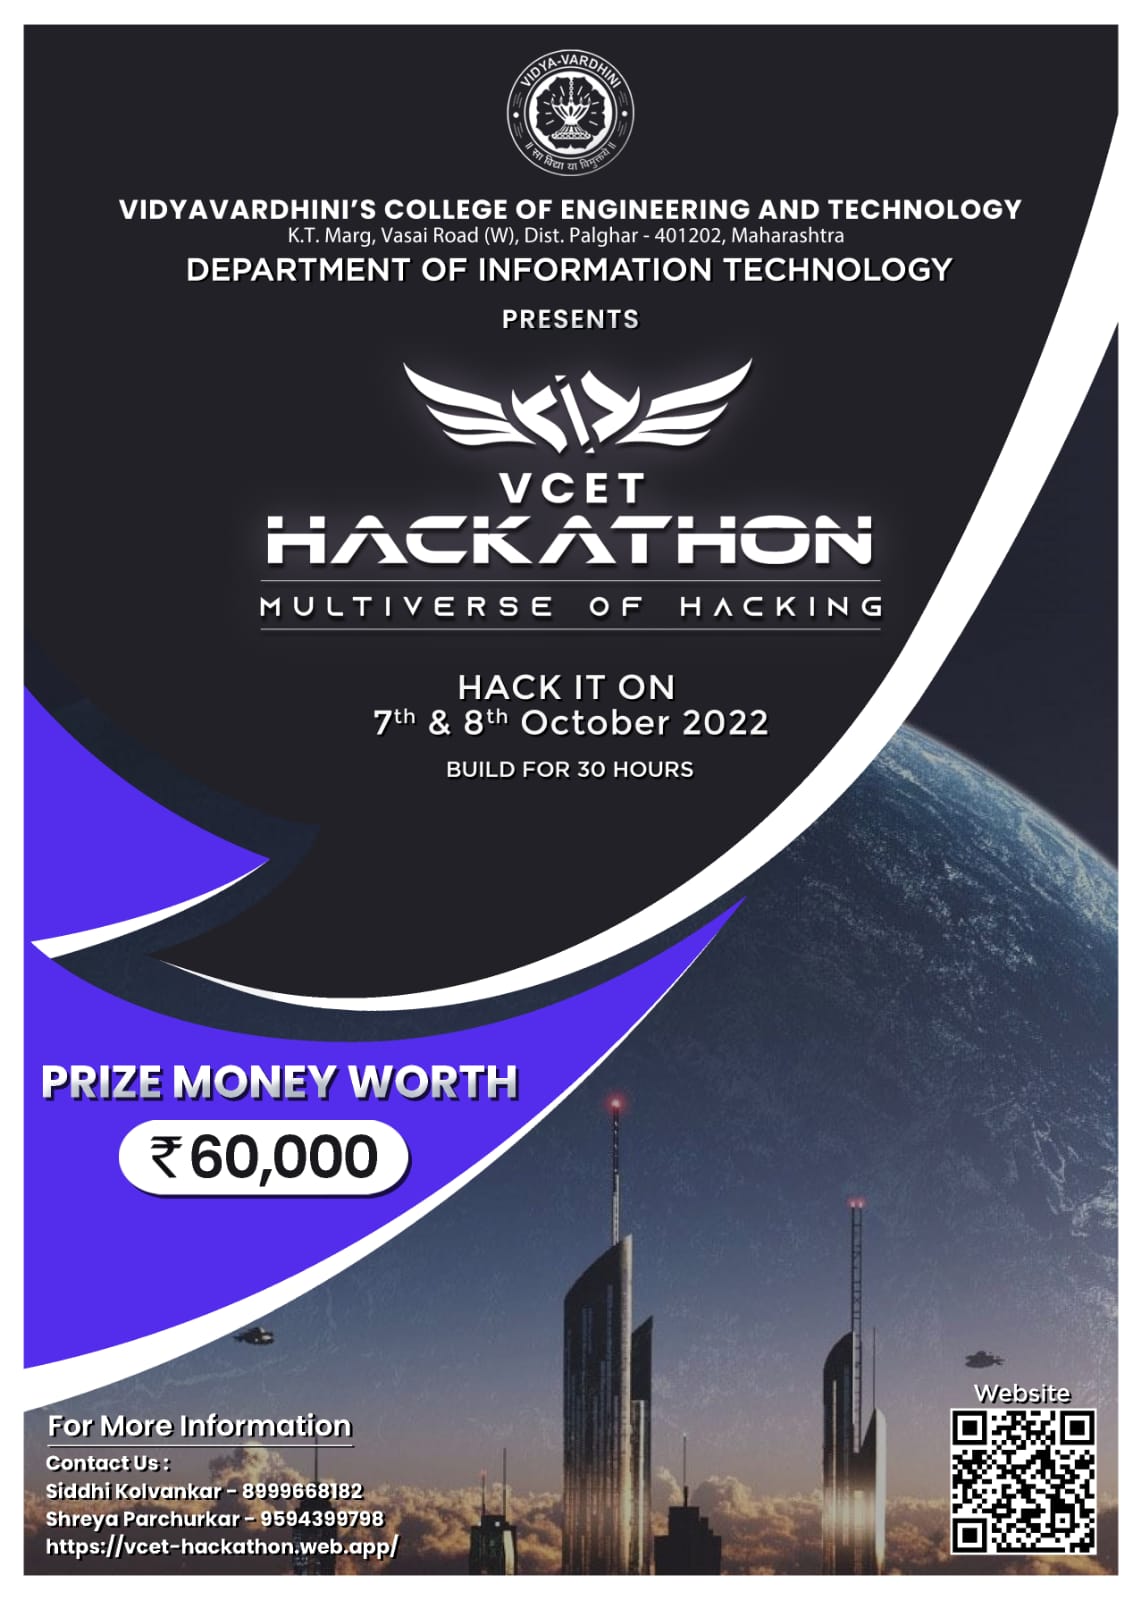 VIDYA-VARDHINI
॥ सा विद्या या विमुक्तये ॥
VIDYAVARDHINI'S COLLEGE OF ENGINEERING AND TECHNOLOGY
K.T. Marg, Vasai Road (W), Dist. Palghar - 401202, Maharashtra
DEPARTMENT OF INFORMATION TECHNOLOGY
PRESENTS
VCET
HACKATHON
MULTIVERSE OF HACKING
HACK IT ON
7th & 8th October 2022
BUILD FOR 30 HOURS
PRIZE MONEY WORTH
₹60,000
Website
For More Information
Contact Us :
Siddhi Kolvankar - 8999668182
Shreya Parchurkar - 9594399798
https://vcet-hackathon.web.app/